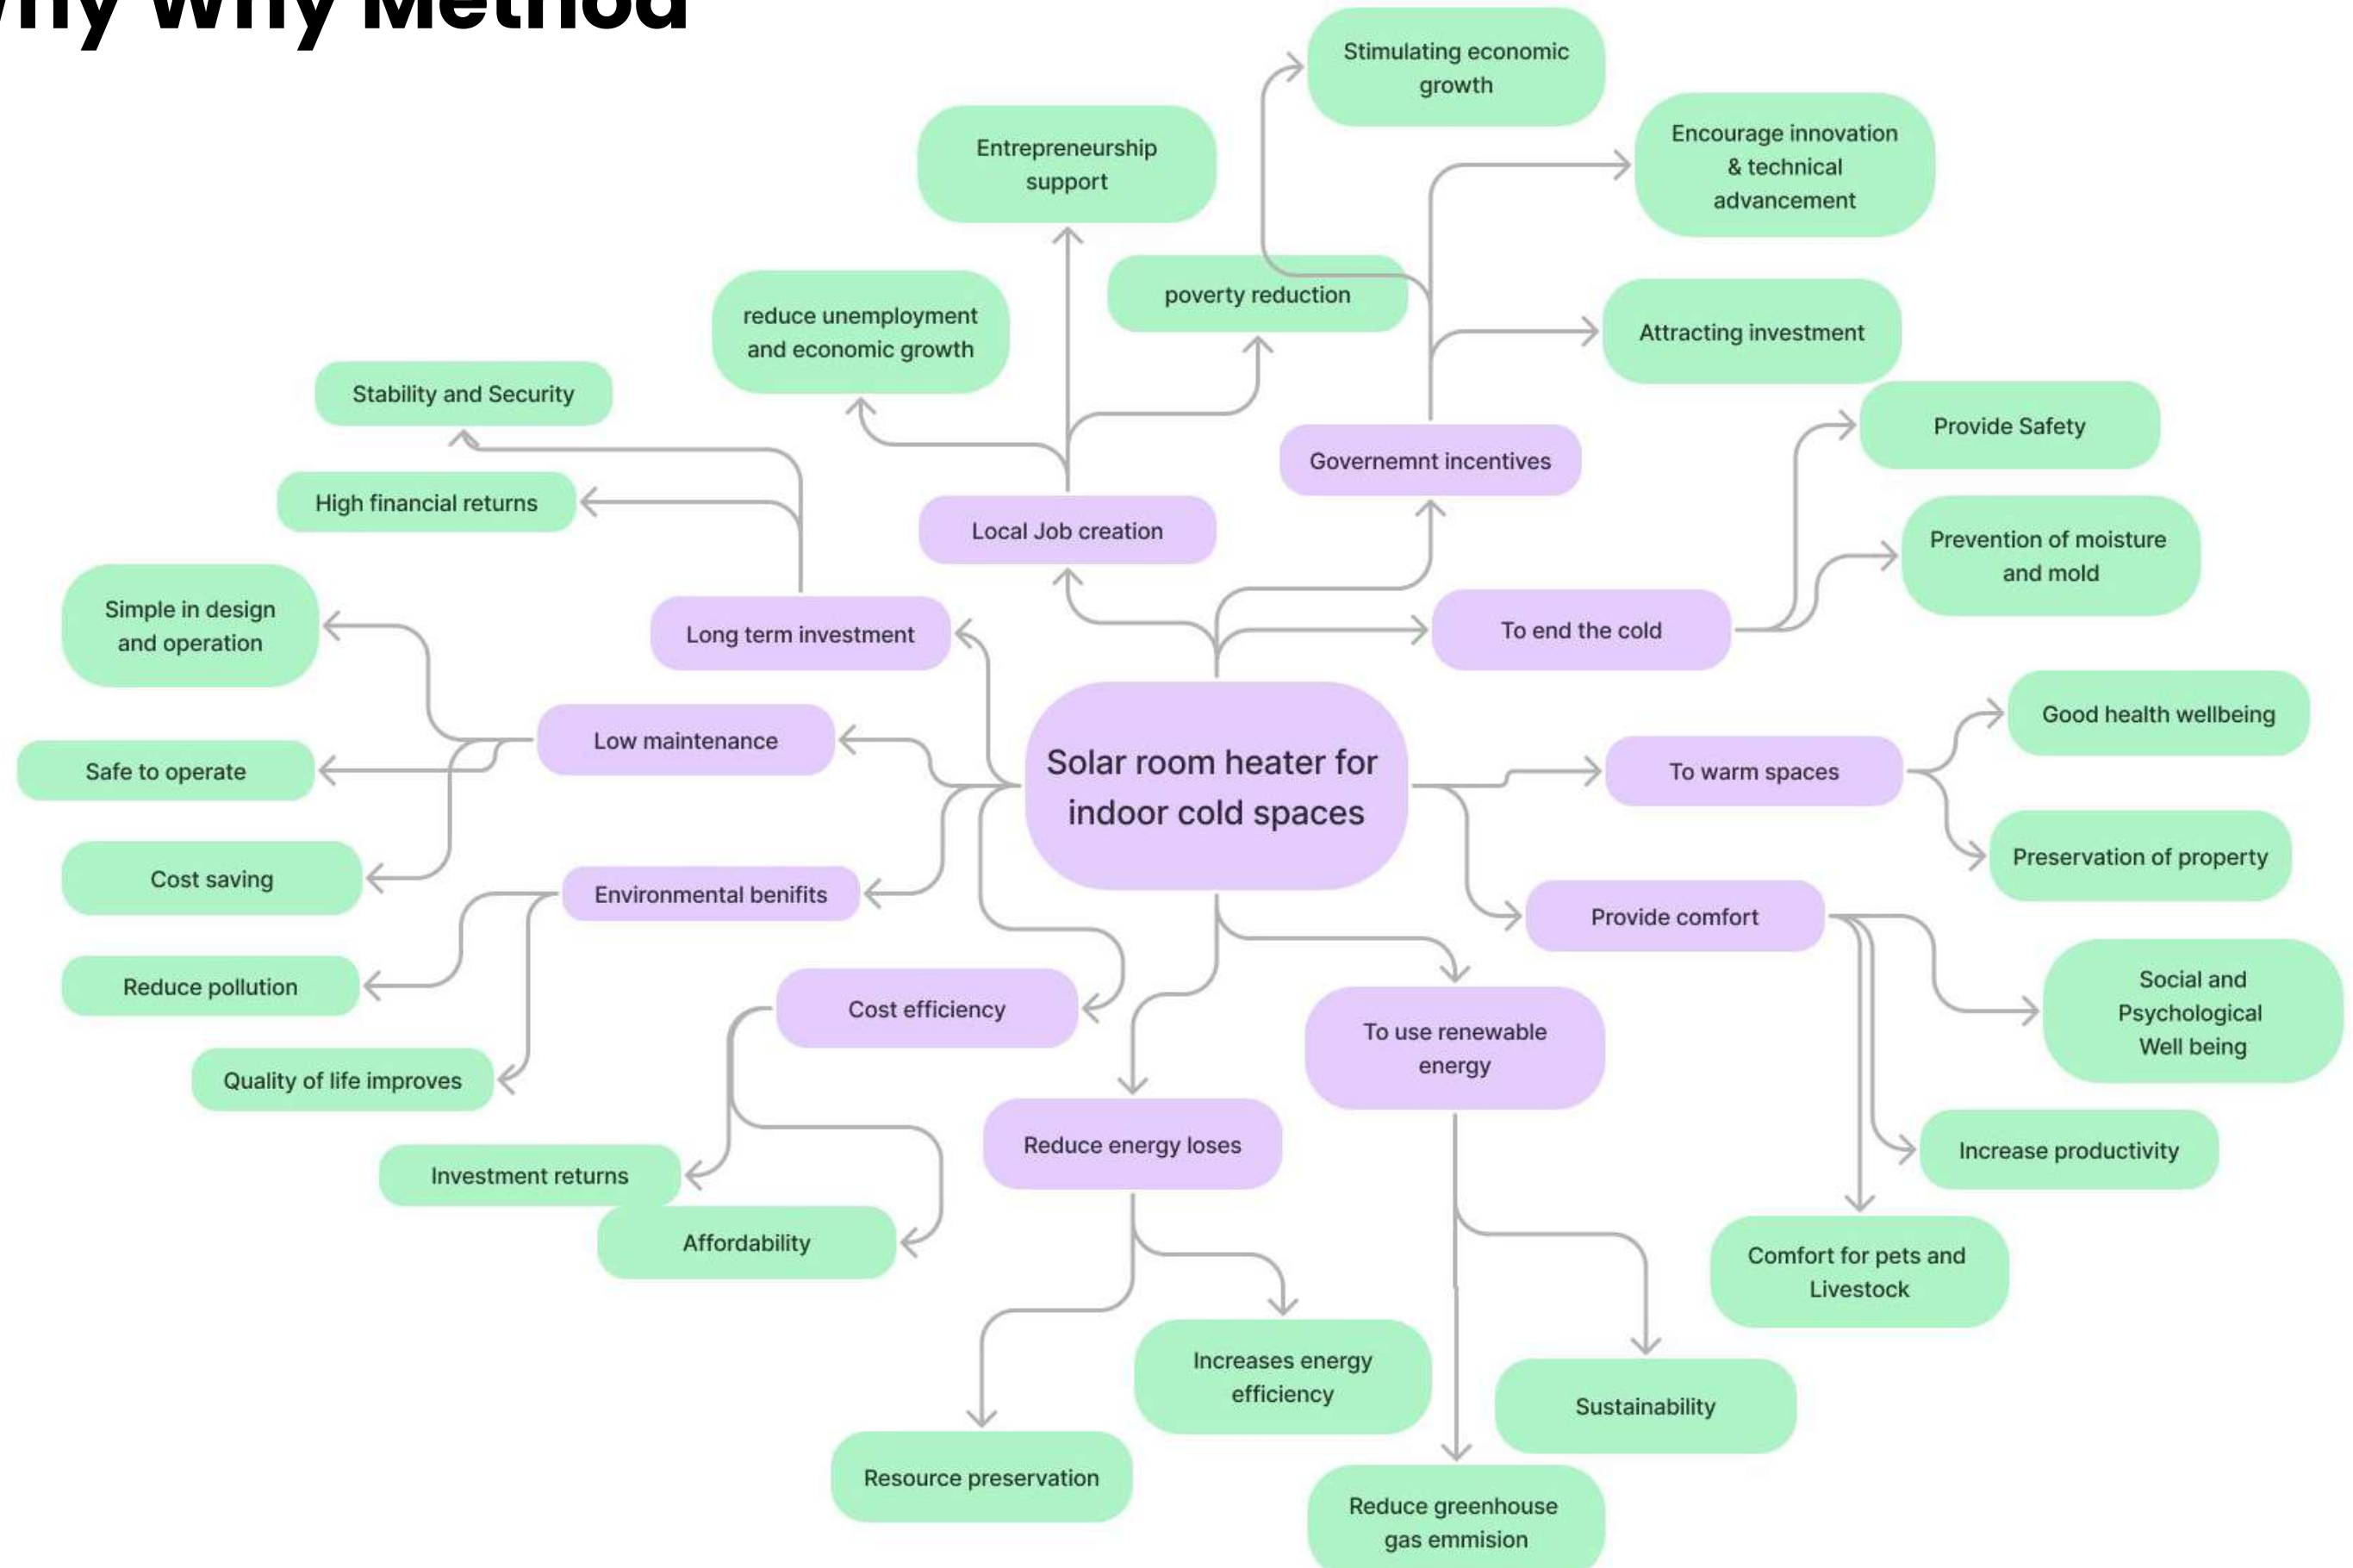 Why Method
Stimulating economic
growth
Encourage innovation
& technical
advancement
Entrepreneurship
support
poverty reduction
reduce unemployment
and economic growth
Attracting investment
Stability and Security
Provide Safety
Governemnt incentives
High financial returns
Local Job creation
Prevention of moisture
and mold
Simple in design
and operation
Long term investment
To end the cold
Good health wellbeing
Low maintenance
Solar room heater for
indoor cold spaces
To warm spaces
Safe to operate
Preservation of property
Cost saving
Environmental benifits
Provide comfort
Reduce pollution
Cost efficiency
To use renewable
energy
Social and
Psychological
Well being
Quality of life improves
Reduce energy loses
Increase productivity
Investment returns
Affordability
Comfort for pets and
Livestock
Increases energy
efficiency
Sustainability
Resource preservation
Reduce greenhouse
gas emmision